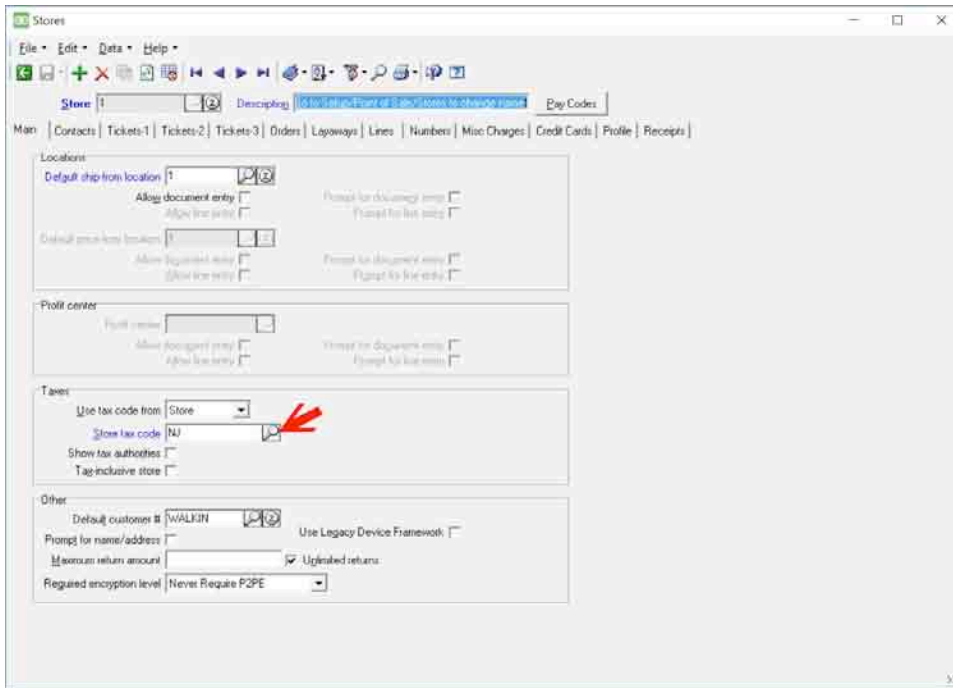 Stores
File Edit Data Help
Store 1 Description Go to Setup/Point of Sale/Stores to change name Pay Codes
Main Contacts Tickets-1 Tickets-2 Tickets-3 Orders Layaways Lines Numbers Misc Charges Credit Cards Profile Receipts
Locations
Default ship-from location 1
Allow document entry Prompt for document entry
Allow line entry Prompt for line entry
Default price-from location 1
Allow document entry Prompt for document entry
Allow line entry Prompt for line entry
Profit center
Profit center
Allow document entry Prompt for document entry
Allow line entry Prompt for line entry
Taxes
Use tax code from Store
Store tax code NJ
Show tax authorities
Tax-inclusive store
Other
Default customer # WALKIN
Use Legacy Device Framework
Prompt for name/address
Maximum return amount Unlimited returns
Required encryption level Never Require P2PE